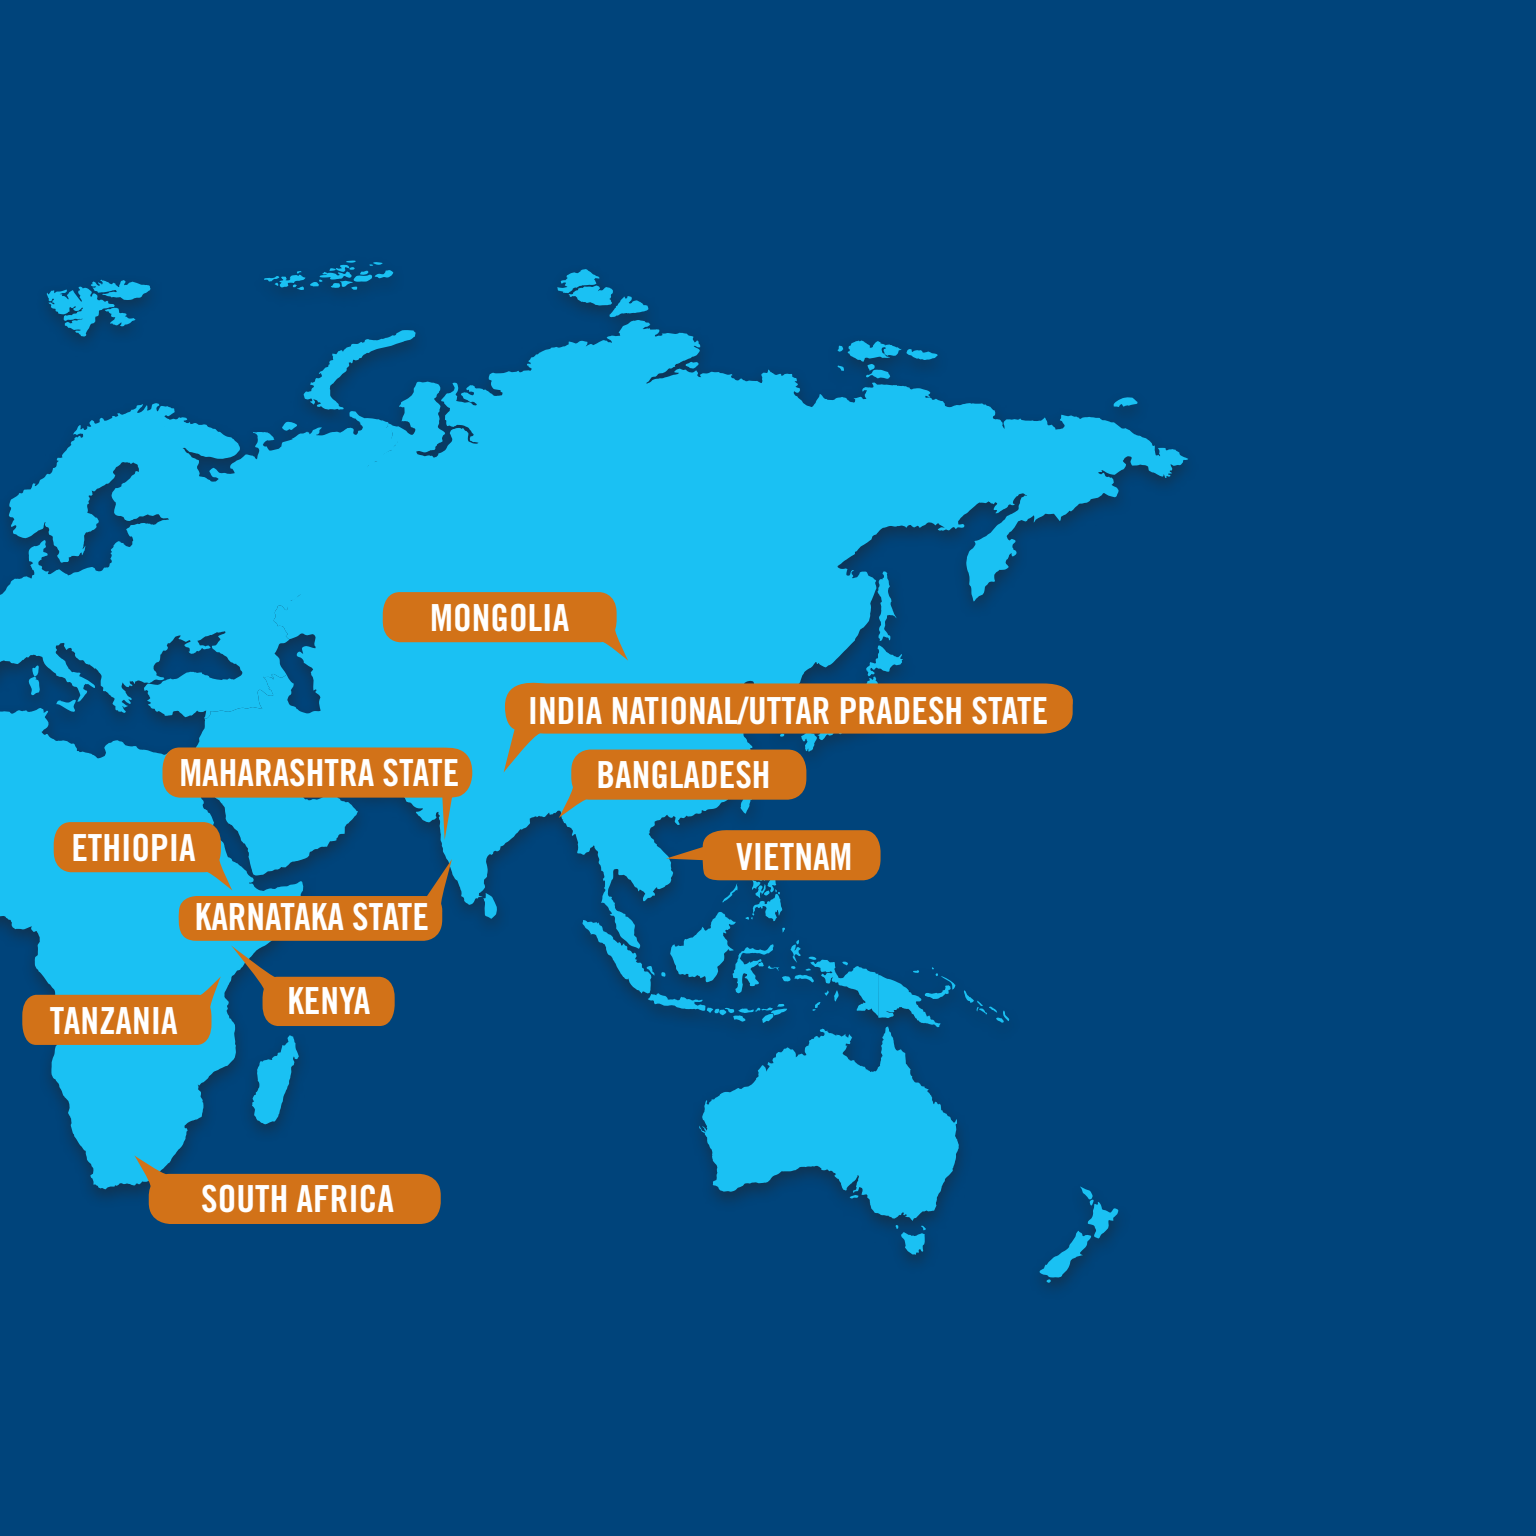 MONGOLIA
INDIA NATIONAL/UTTAR PRADESH STATE
MAHARASHTRA STATE
BANGLADESH
ETHIOPIA
VIETNAM
KARNATAKA STATE
KENYA
TANZANIA
SOUTH AFRICA